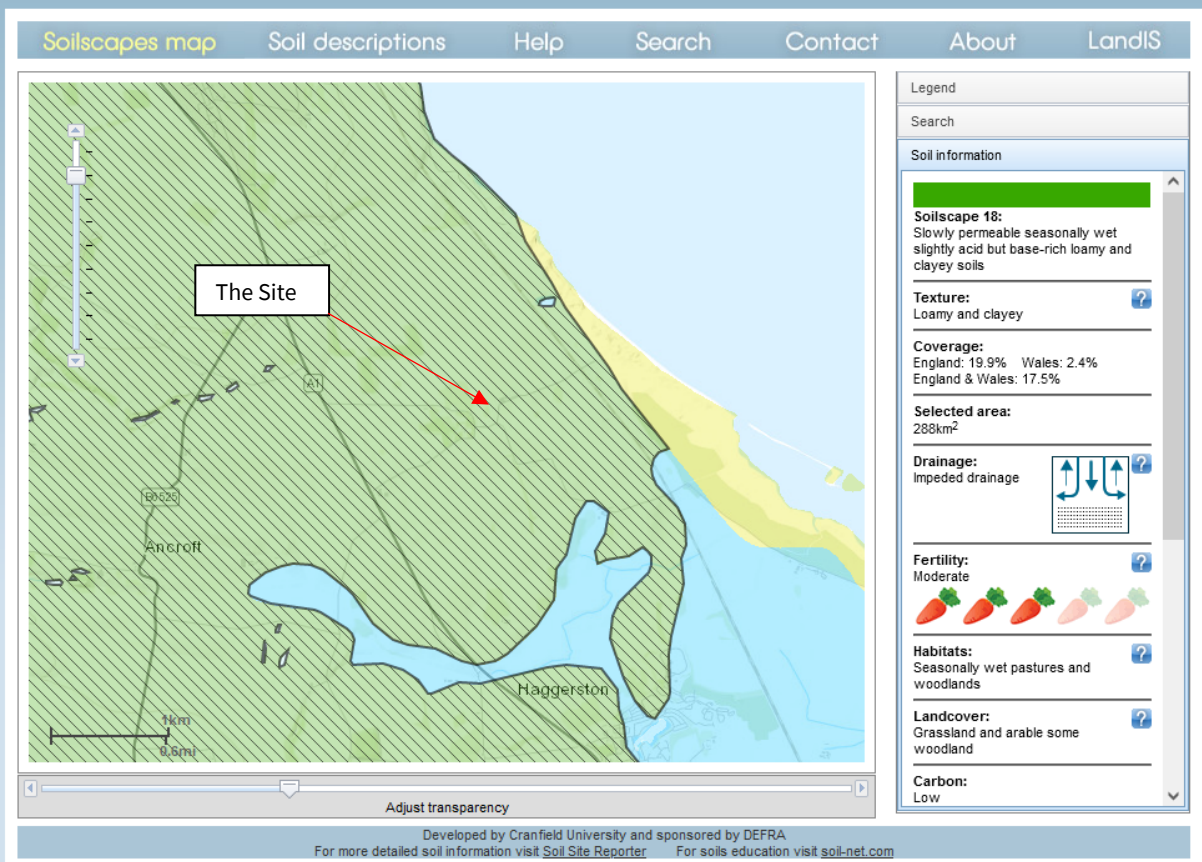 Soilscapes map Soil descriptions Help Search Contact About LandIS
The Site
A1
B6525
Ancroft
Haggerston
1km
0.6mi
Adjust transparency
Legend
Search
Soil information
Soilscape 18:
Slowly permeable seasonally wet
slightly acid but base-rich loamy and
clayey soils
Texture:
Loamy and clayey
Coverage:
England: 19.9% Wales: 2.4%
England & Wales: 17.5%
Selected area:
288km2
Drainage:
Impeded drainage
Fertility:
Moderate
Habitats:
Seasonally wet pastures and
woodlands
Landcover:
Grassland and arable some
woodland
Carbon:
Low
Developed by Cranfield University and sponsored by DEFRA
For more detailed soil information visit Soil Site Reporter For soils education visit soil-net.com